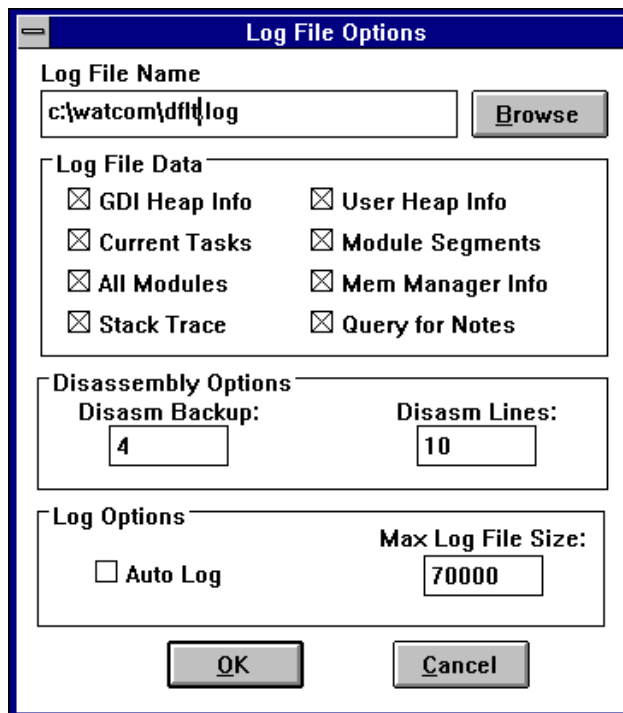 Log File Options
Log File Name
c:\watcom\dflt.log
Browse
Log File Data
GDI Heap Info User Heap Info
Current Tasks Module Segments
All Modules Mem Manager Info
Stack Trace Query for Notes
Disassembly Options
Disasm Backup: Disasm Lines:
4 10
Log Options
Max Log File Size:
Auto Log 70000
OK Cancel